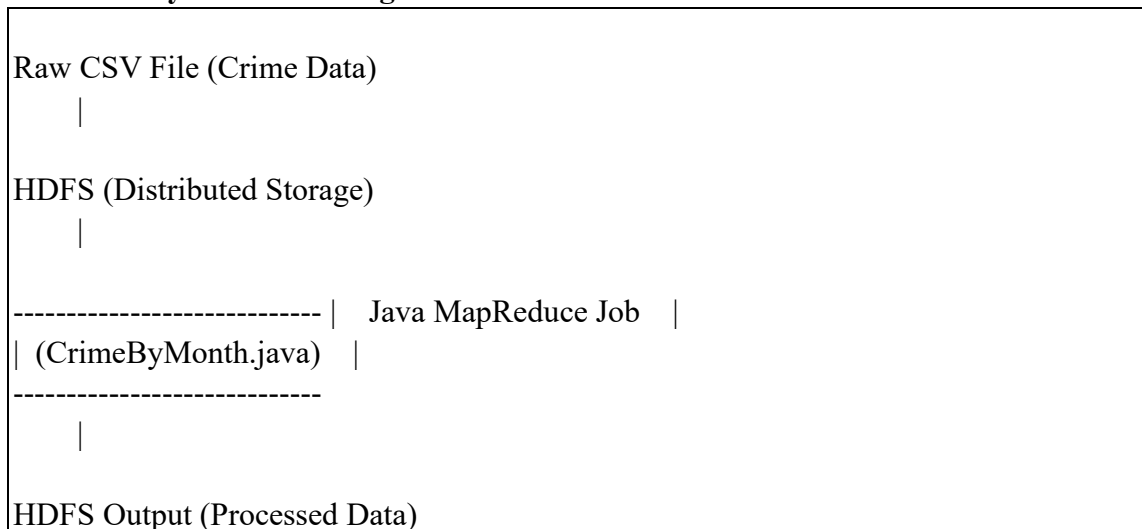 Raw CSV File (Crime Data)
|
HDFS (Distributed Storage)
|
----------------------------- | Java MapReduce Job |
| (CrimeByMonth.java) |
-----------------------------
|
HDFS Output (Processed Data)